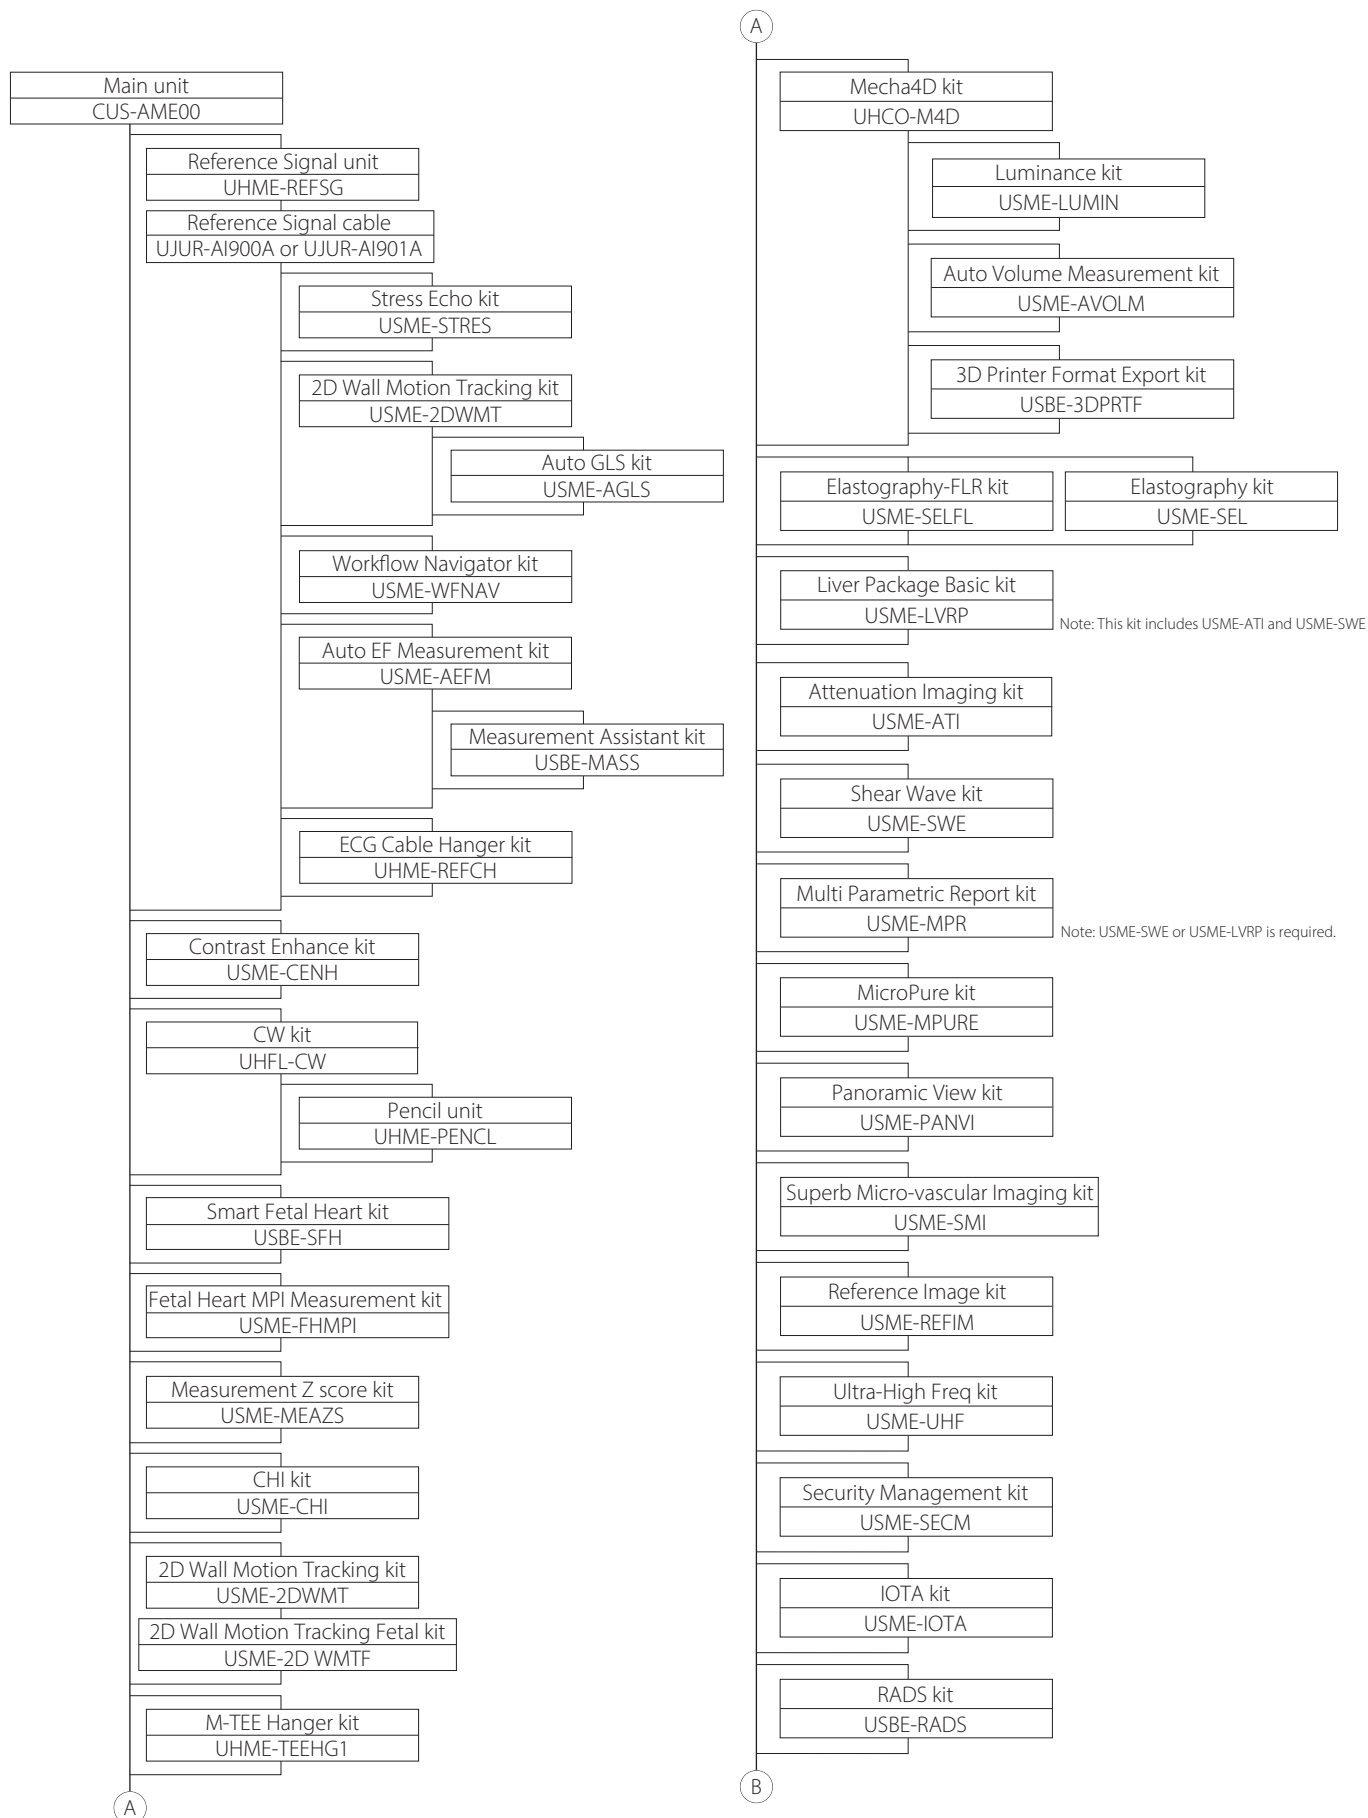 Main unit
CUS-AME00
Reference Signal unit
UHME-REFSG
Reference Signal cable
UJUR-AI900A or UJUR-AI901A
Stress Echo kit
USME-STRES
2D Wall Motion Tracking kit
USME-2DWMT
Auto GLS kit
USME-AGLS
Workflow Navigator kit
USME-WFNAV
Auto EF Measurement kit
USME-AEFM
Measurement Assistant kit
USBE-MASS
ECG Cable Hanger kit
UHME-REFCH
Contrast Enhance kit
USME-CENH
CW kit
UHFL-CW
Pencil unit
UHME-PENCL
Smart Fetal Heart kit
USBE-SFH
Fetal Heart MPI Measurement kit
USME-FHMPI
Measurement Z score kit
USME-MEAZS
CHI kit
USME-CHI
2D Wall Motion Tracking kit
USME-2DWMT
2D Wall Motion Tracking Fetal kit
USME-2D WMTF
M-TEE Hanger kit
UHME-TEEHG1
A
A
Mecha4D kit
UHCO-M4D
Luminance kit
USME-LUMIN
Auto Volume Measurement kit
USME-AVOLM
3D Printer Format Export kit
USBE-3DPRTF
Elastography-FLR kit
USME-SELFL
Elastography kit
USME-SEL
Liver Package Basic kit
USME-LVRP
Note: This kit includes USME-ATI and USME-SWE
Attenuation Imaging kit
USME-ATI
Shear Wave kit
USME-SWE
Multi Parametric Report kit
USME-MPR
Note: USME-SWE or USME-LVRP is required.
MicroPure kit
USME-MPURE
Panoramic View kit
USME-PANVI
Superb Micro-vascular Imaging kit
USME-SMI
Reference Image kit
USME-REFIM
Ultra-High Freq kit
USME-UHF
Security Management kit
USME-SECM
IOTA kit
USME-IOTA
RADS kit
USBE-RADS
B